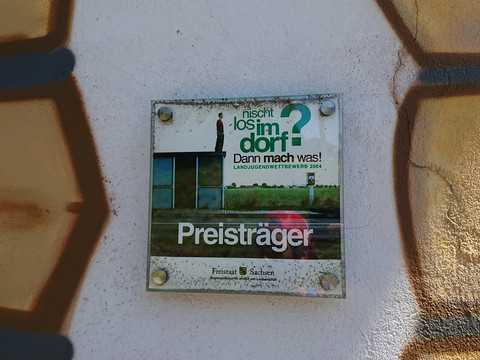 nischt
los im
dorf?
Dann mach was!
LANDJUGENDWETTBEWERB 2004
Preisträger
Freistaat Sachsen